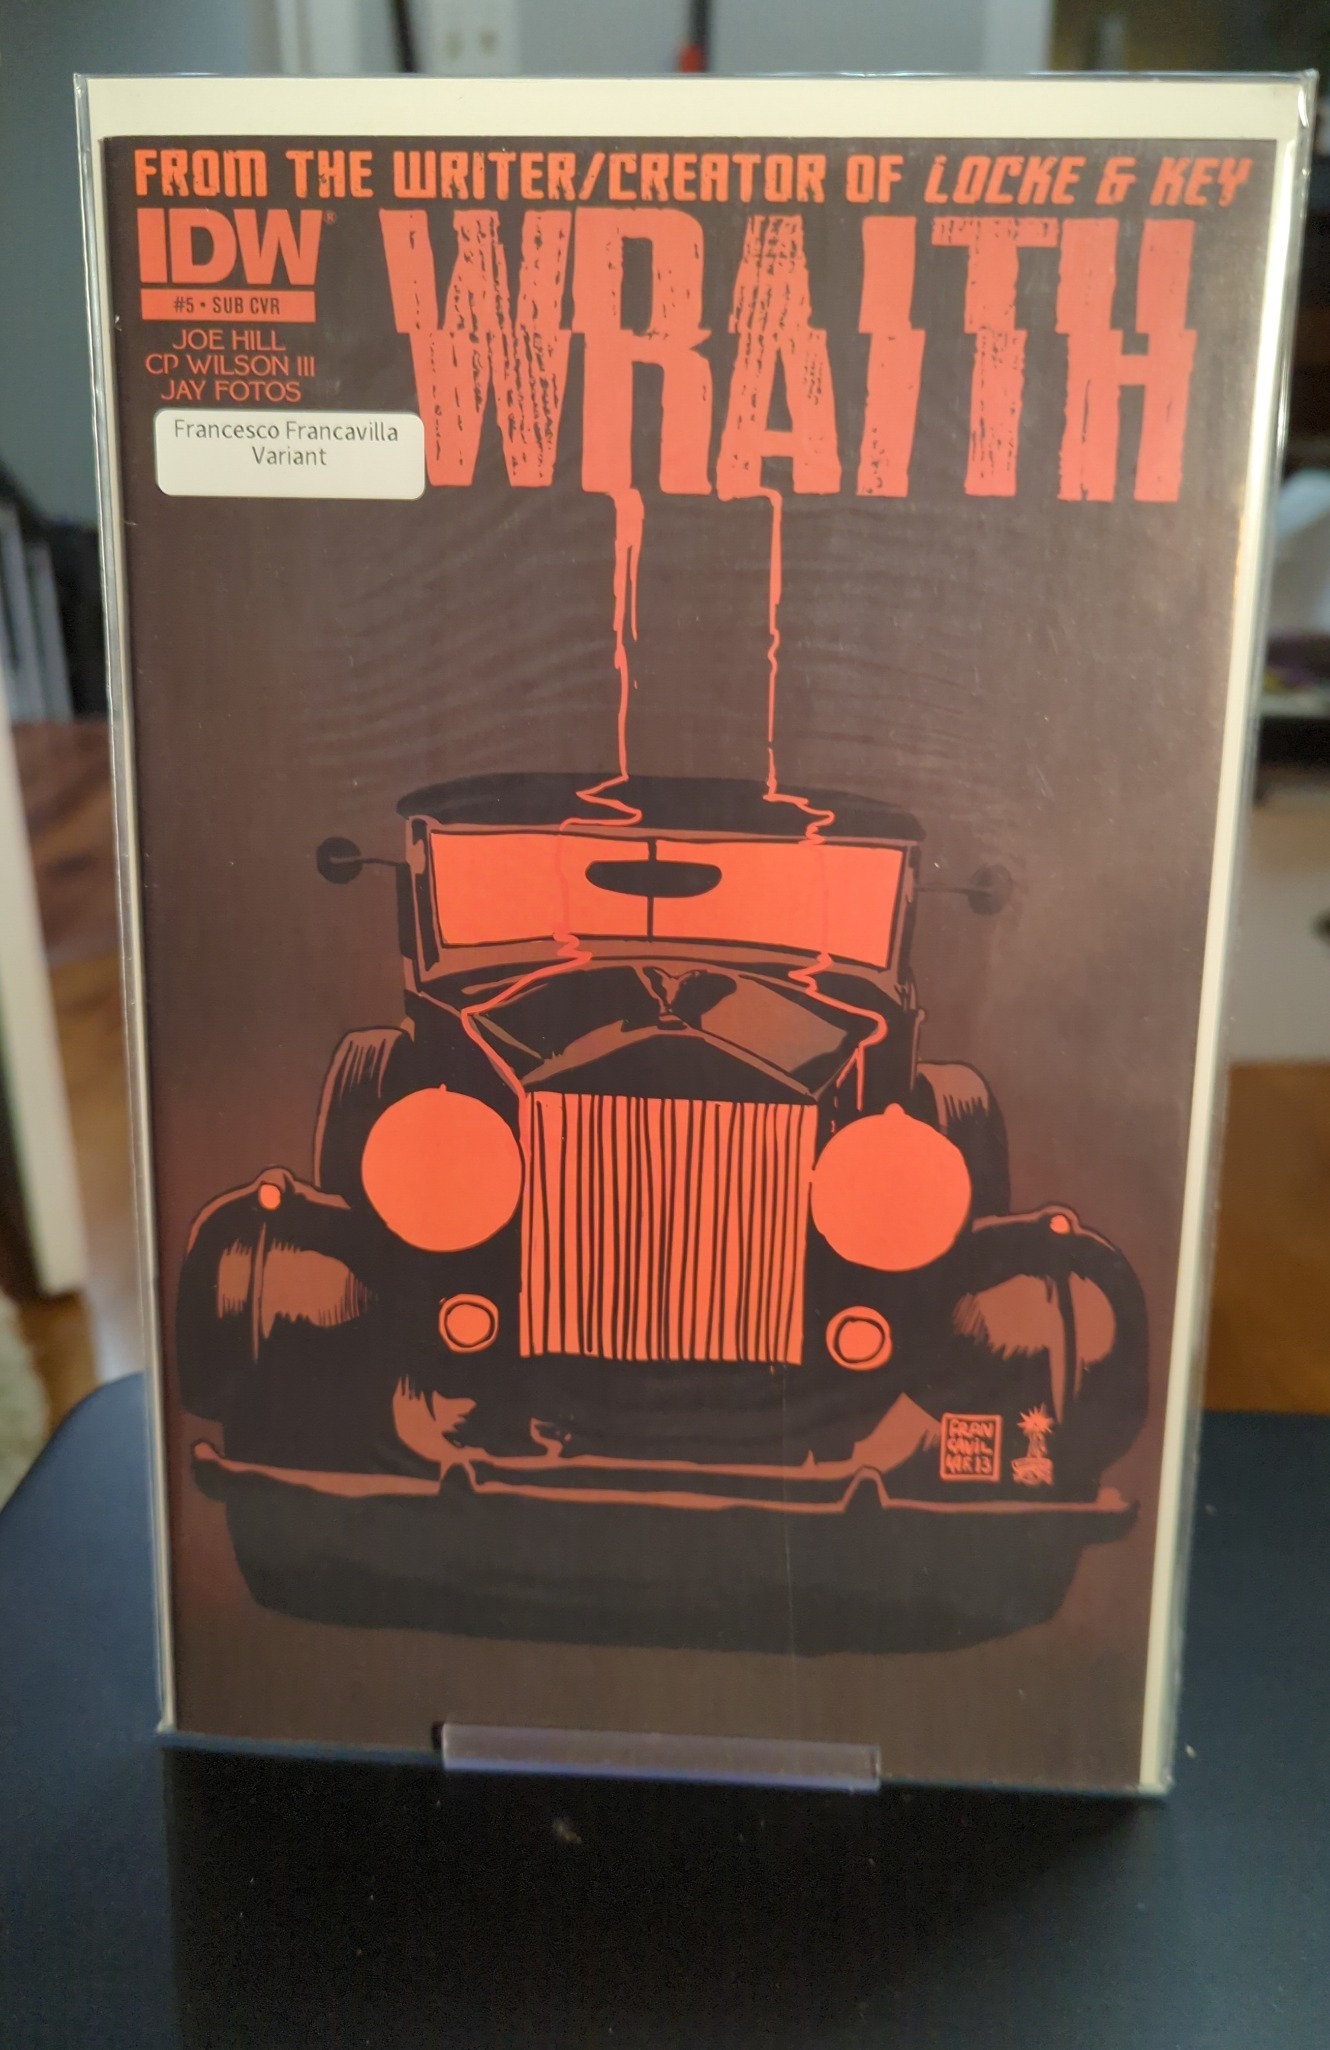 FROM THE WRITER/CREATOR OF LOCKE & KEY
IDW®
WRAITH
#5 • SUB CVR
JOE HILL
CP WILSON III
JAY FOTOS
Francesco Francavilla
Variant
FRAN
CAVIL
LA 13